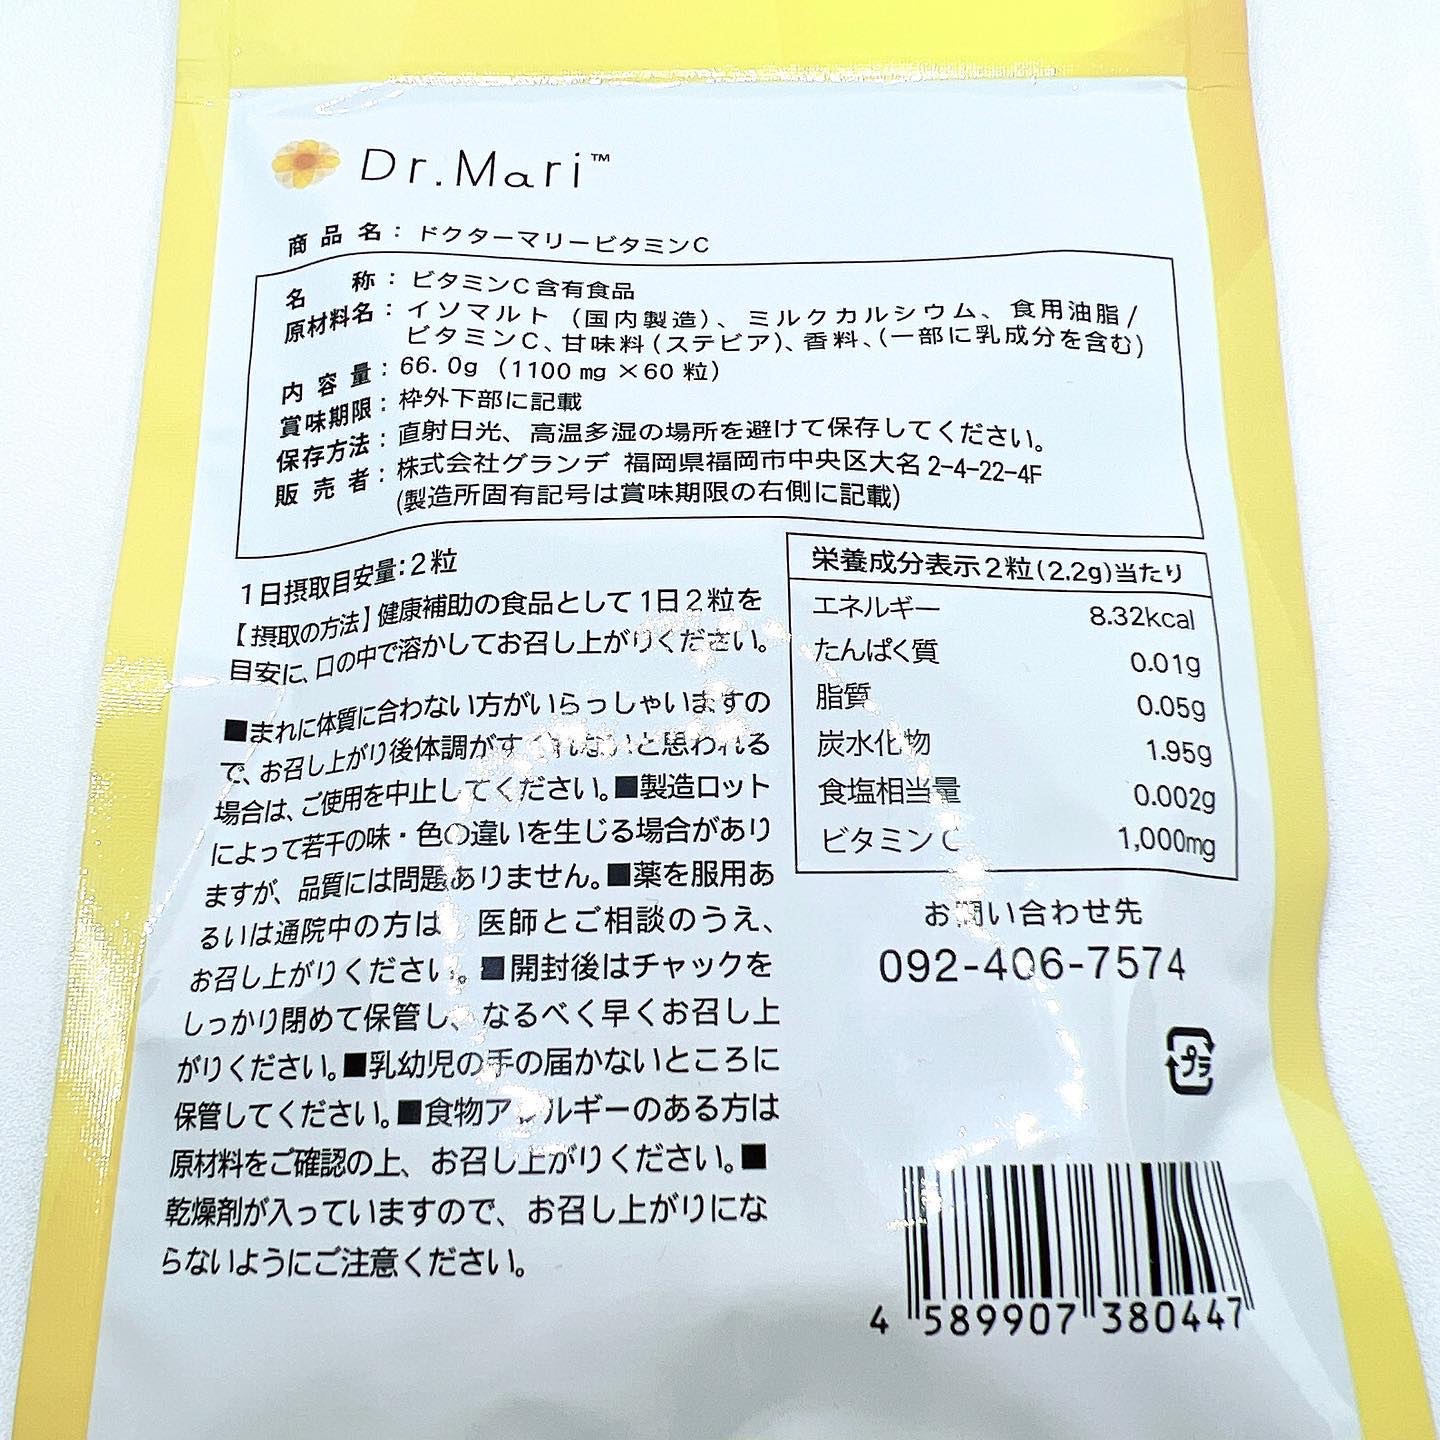 Dr.Mari™
商品名：ドクターマリービタミンC
名　称：ビタミンC含有食品
原材料名：イソマルト（国内製造）、ミルクカルシウム、食用油脂/
ビタミンC、甘味料(ステビア)、香料、(一部に乳成分を含む)
内容量：66.0g（1100mg×60粒）
賞味期限：枠外下部に記載
保存方法：直射日光、高温多湿の場所を避けて保存してください。
販売者：株式会社グランデ 福岡県福岡市中央区大名2-4-22-4F
(製造所固有記号は賞味期限の右側に記載)
1日摂取目安量：2粒
【摂取の方法】健康補助の食品として1日2粒を
目安に、口の中で溶かしてお召し上がりください。
■まれに体質に合わない方がいらっしゃいますの
で、お召し上がり後体調がすぐれないと思われる
場合は、ご使用を中止してください。■製造ロット
によって若干の味・色の違いを生じる場合があり
ますが、品質には問題ありません。■薬を服用あ
るいは通院中の方は、医師とご相談のうえ、
お召し上がりください。■開封後はチャックを
しっかり閉めて保管し、なるべく早くお召し上
がりください。■乳幼児の手の届かないところに
保管してください。■食物アレルギーのある方は
原材料をご確認の上、お召し上がりください。■
乾燥剤が入っていますので、お召し上がりにな
らないようにご注意ください。
栄養成分表示2粒(2.2g)当たり
エネルギー 8.32kcal
たんぱく質 0.01g
脂質 0.05g
炭水化物 1.95g
食塩相当量 0.002g
ビタミンC 1,000mg
お問い合わせ先
092-406-7574
プラ
4 589907 380447